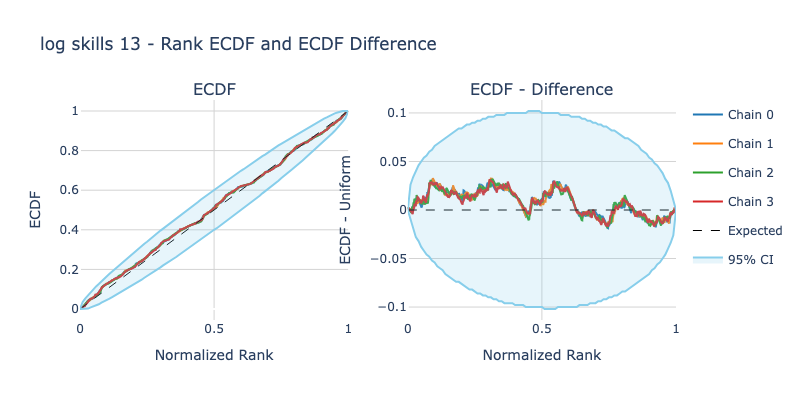 log skills 13 - Rank ECDF and ECDF Difference
ECDF
ECDF
1
0.8
0.6
0.4
0.2
0
0
0.5
1
Normalized Rank
ECDF - Difference
ECDF - Uniform
0.1
0.05
0
−0.05
−0.1
0
0.5
1
Normalized Rank
Chain 0
Chain 1
Chain 2
Chain 3
Expected
95% CI